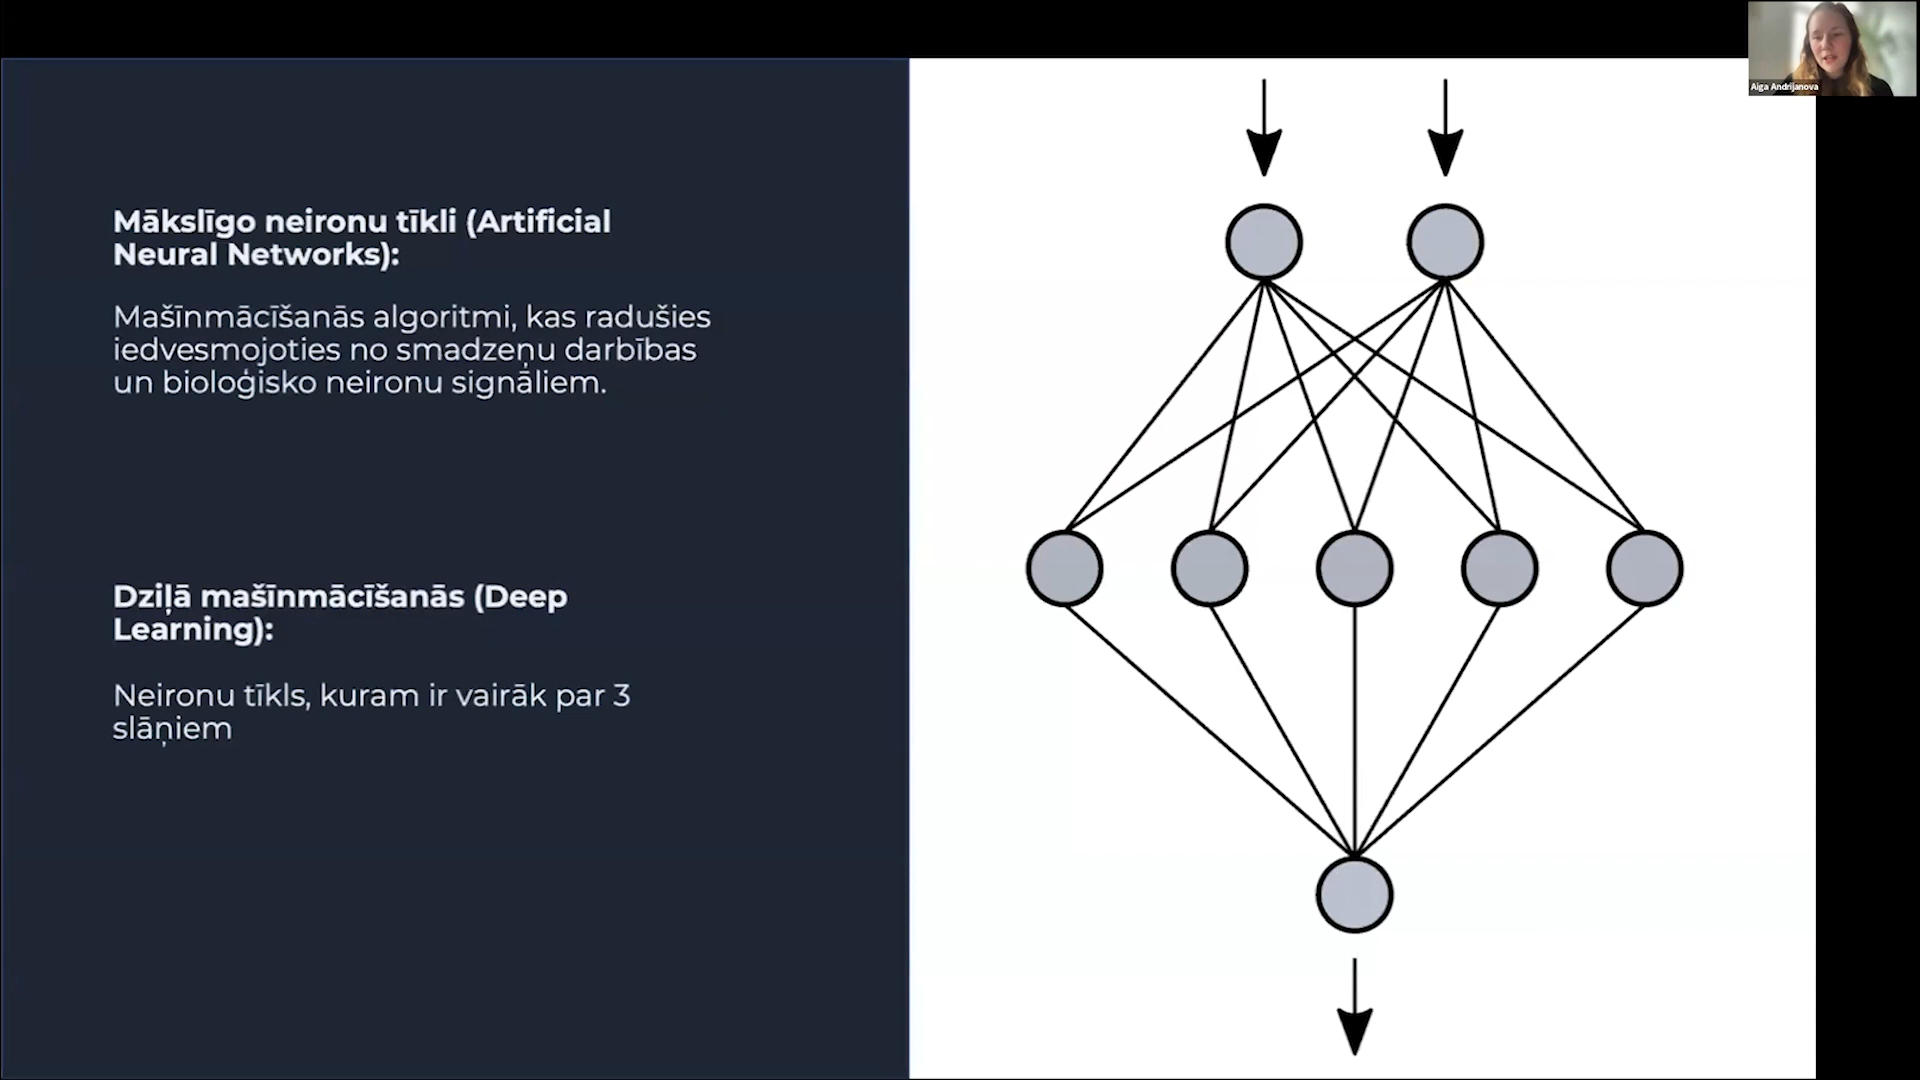 Aiga Andrijanova
Mākslīgo neironu tīkli (Artificial
Neural Networks):
Mašīnmācīšanās algoritmi, kas radušies
iedvesmojoties no smadzeņu darbības
un bioloģisko neironu signāliem.
Dziļā mašīnmācīšanās (Deep
Learning):
Neironu tīkls, kuram ir vairāk par 3
slāņiem